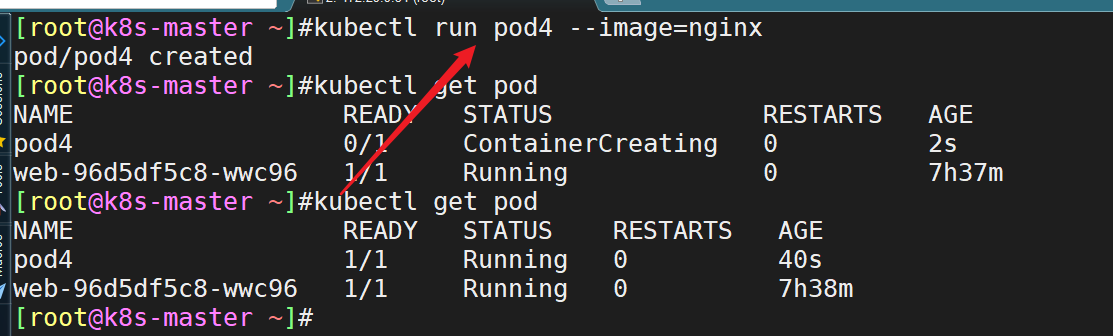 [root@k8s-master ~]#kubectl run pod4 --image=nginx
pod/pod4 created
[root@k8s-master ~]#kubectl get pod
NAME                  READY   STATUS              RESTARTS   AGE
pod4                  0/1     ContainerCreating   0          2s
web-96d5df5c8-wwc96   1/1     Running             0          7h37m
[root@k8s-master ~]#kubectl get pod
NAME                  READY   STATUS    RESTARTS   AGE
pod4                  1/1     Running   0          40s
web-96d5df5c8-wwc96   1/1     Running   0          7h38m
[root@k8s-master ~]#